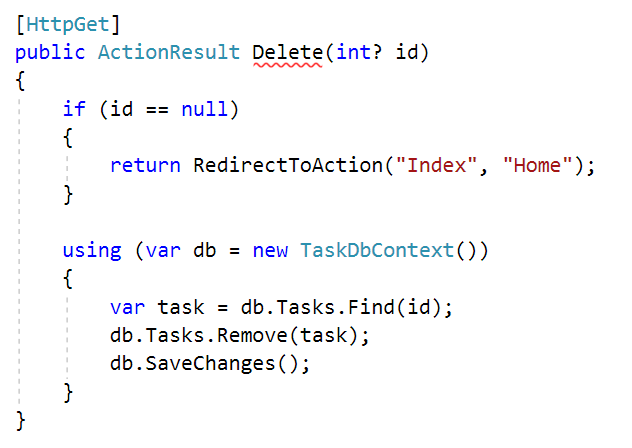 [HttpGet]
public ActionResult Delete(int? id)
{
if (id == null)
{
return RedirectToAction("Index", "Home");
}
using (var db = new TaskDbContext())
{
var task = db.Tasks.Find(id);
db.Tasks.Remove(task);
db.SaveChanges();
}
}